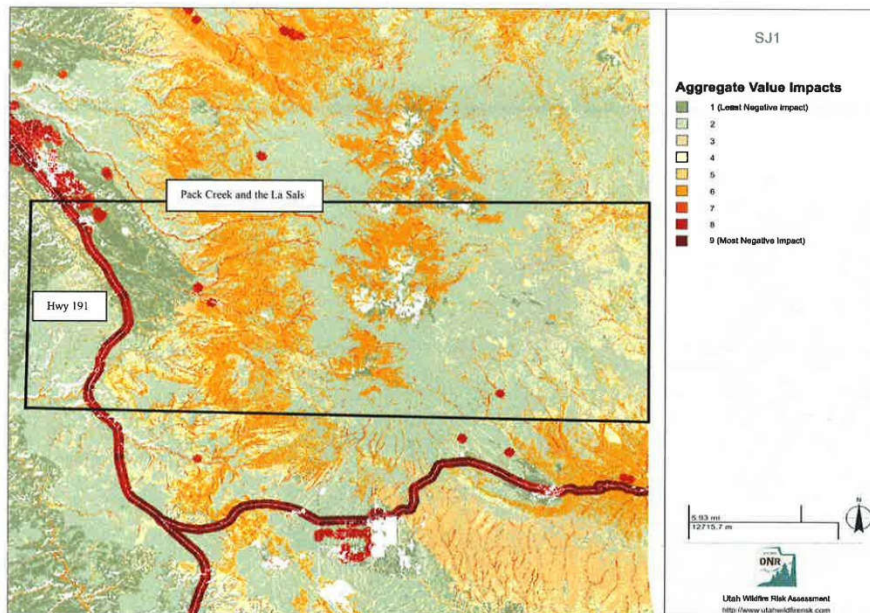 SJ1
Aggregate Value Impacts
1 (Least Negative Impact)
2
3
4
5
6
7
8
9 (Most Negative Impact)
Pack Creek and the La Sals
Hwy 191
N
5.93 mi
12715.7 m
DNR
Utah Wildfire Risk Assessment
http://www.utahwildfirerisk.com